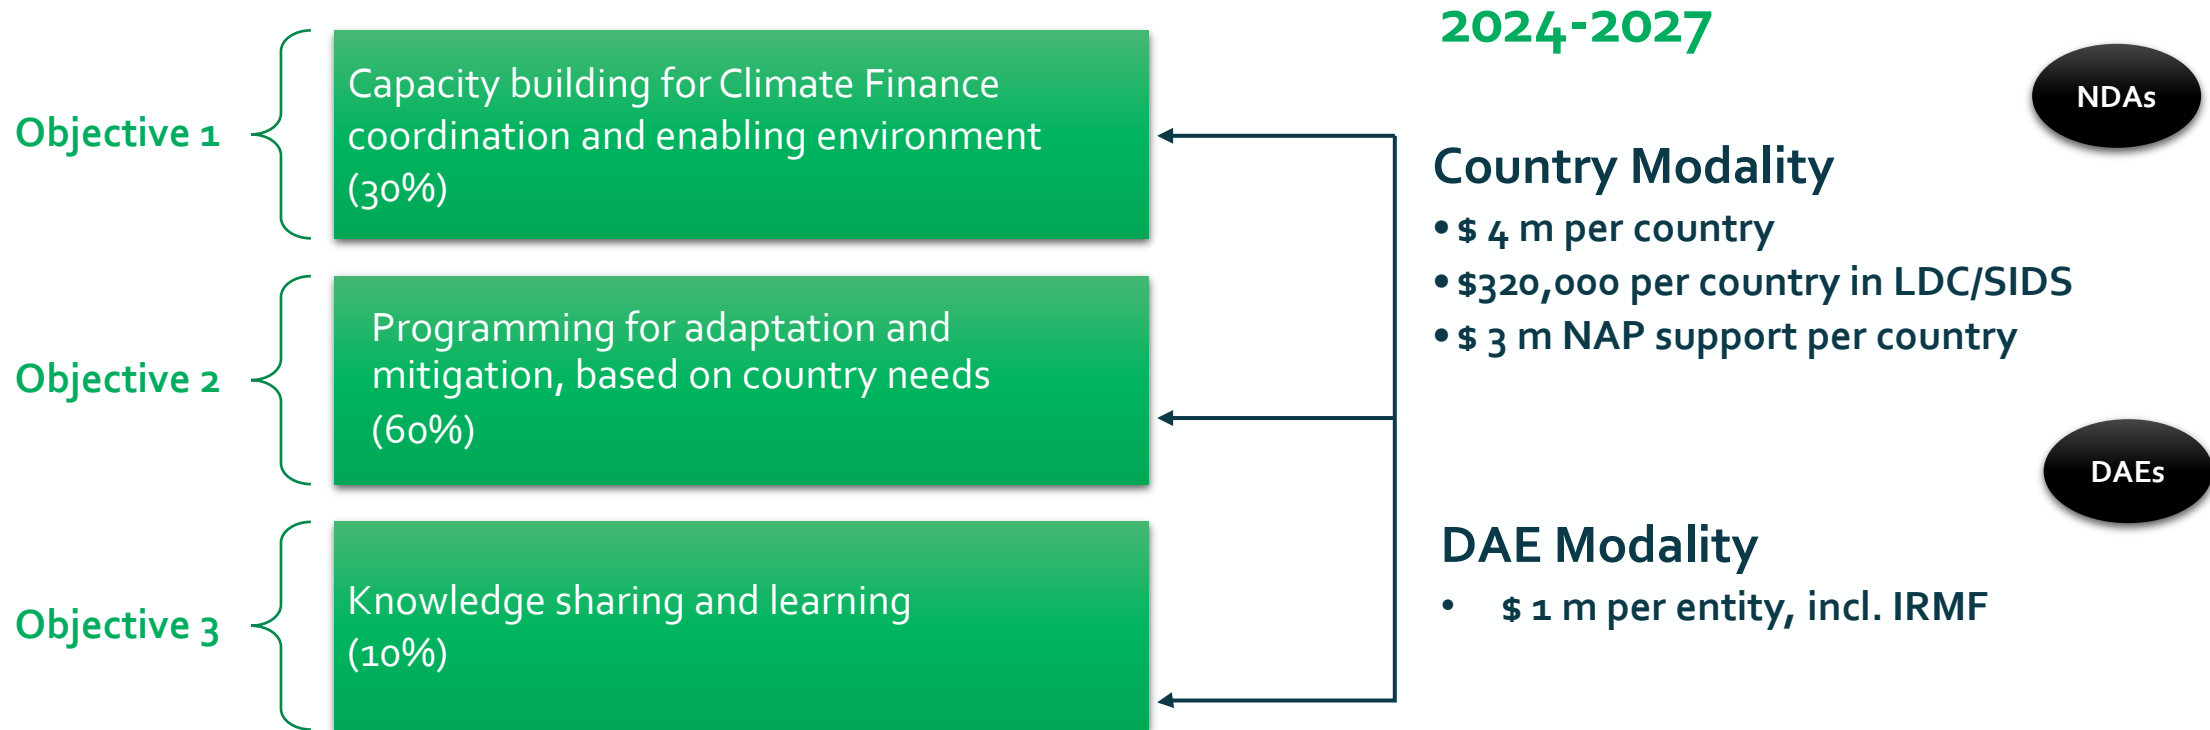 Objective 1
Capacity building for Climate Finance
coordination and enabling environment
(30%)
Objective 2
Programming for adaptation and
mitigation, based on country needs
(60%)
Objective 3
Knowledge sharing and learning
(10%)
2024-2027
NDAs
Country Modality
• $ 4 m per country
• $320,000 per country in LDC/SIDS
• $ 3 m NAP support per country
DAEs
DAE Modality
• $ 1 m per entity, incl. IRMF